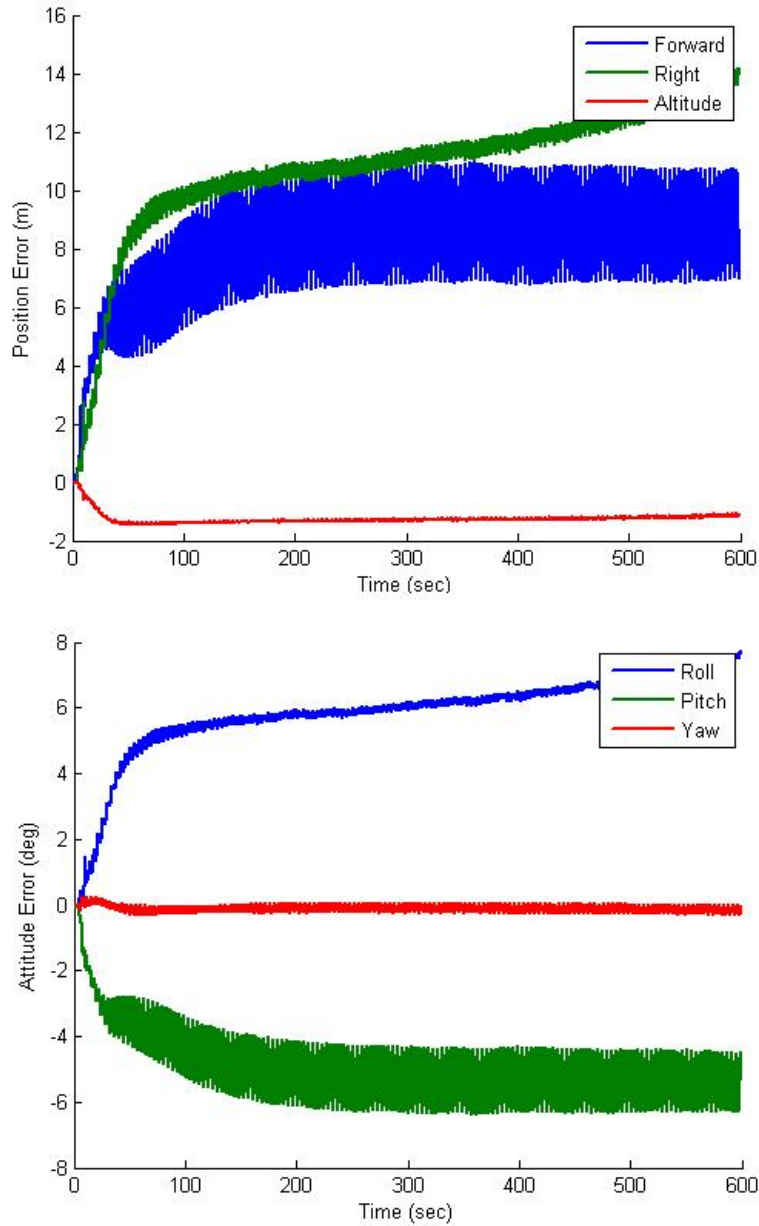 16
14
12
10
8
6
4
2
0
-2
Position Error (m)
Forward
Right
Altitude
0 100 200 300 400 500 600
Time (sec)
8
6
4
2
0
-2
-4
-6
-8
Attitude Error (deg)
Roll
Pitch
Yaw
0 100 200 300 400 500 600
Time (sec)